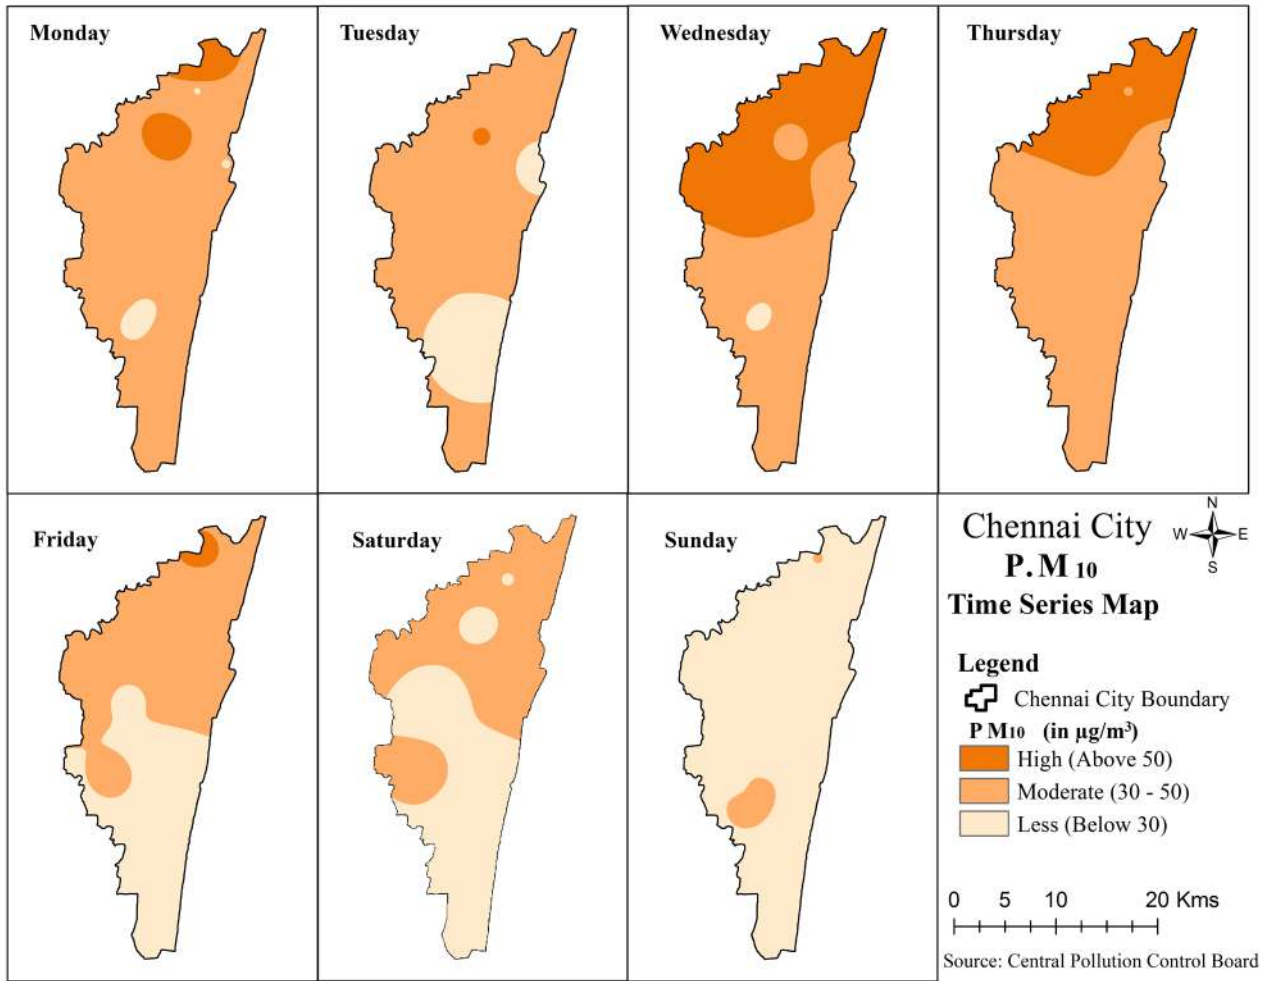 Monday
Tuesday
Wednesday
Thursday
Friday
Saturday
Sunday
Chennai City
N
W
E
S
P.M 10
Time Series Map
Legend
Chennai City Boundary
P M10 (in µg/m³)
High (Above 50)
Moderate (30 - 50)
Less (Below 30)
0 5 10 20 Kms
Source: Central Pollution Control Board